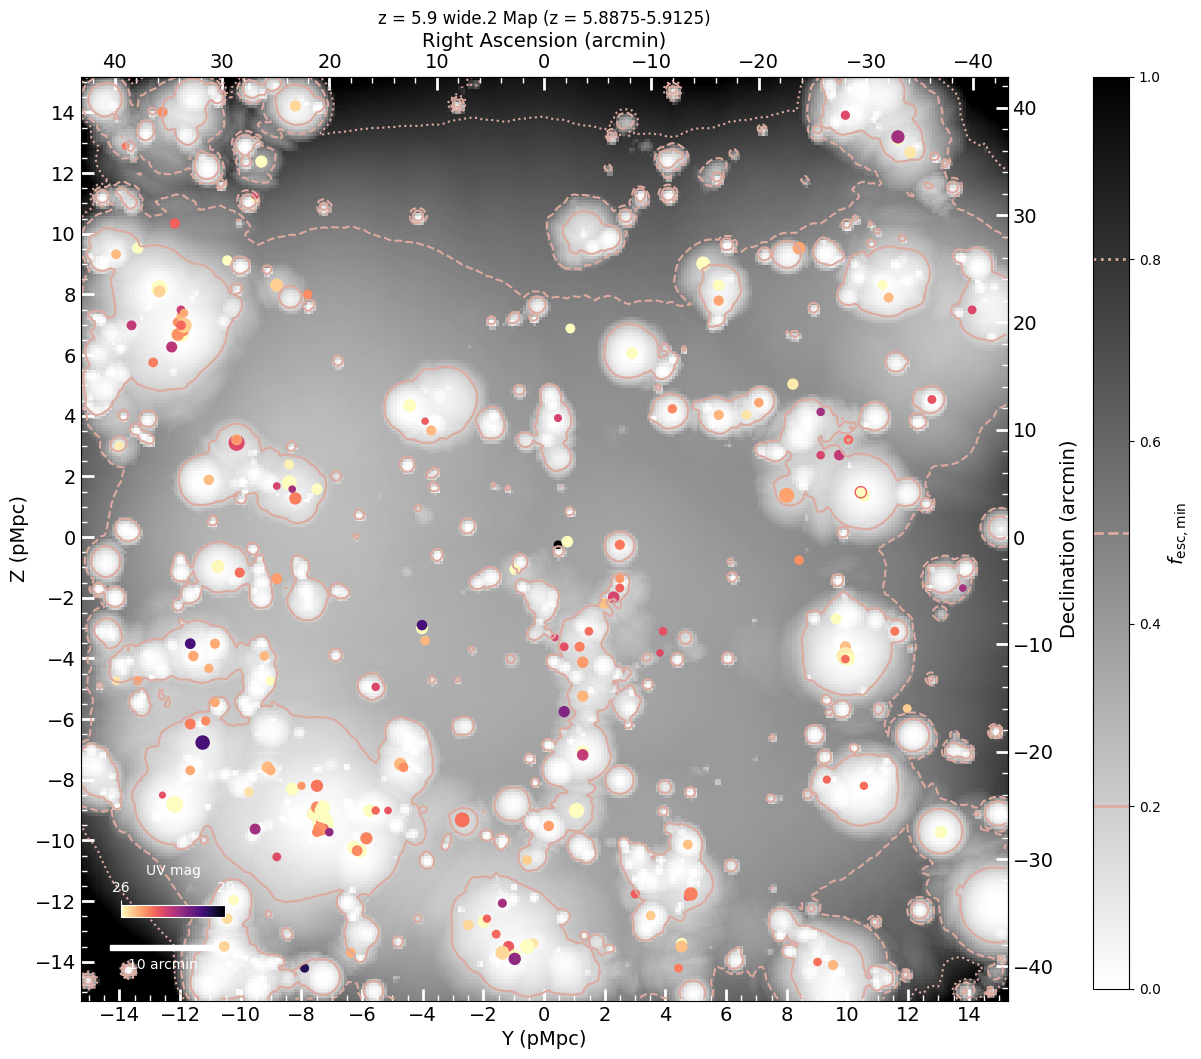 z = 5.9 wide.2 Map (z = 5.8875-5.9125)
Right Ascension (arcmin)
40 30 20 10 0 −10 −20 −30 −40
14 12 10 8 6 4 2 0 −2 −4 −6 −8 −10 −12 −14
Z (pMpc)
40 30 20 10 0 −10 −20 −30 −40
Declination (arcmin)
1.0 0.8 0.6 0.4 0.2 0.0
fesc,min
UV mag
26 29
10 arcmin
−14 −12 −10 −8 −6 −4 −2 0 2 4 6 8 10 12 14
Y (pMpc)